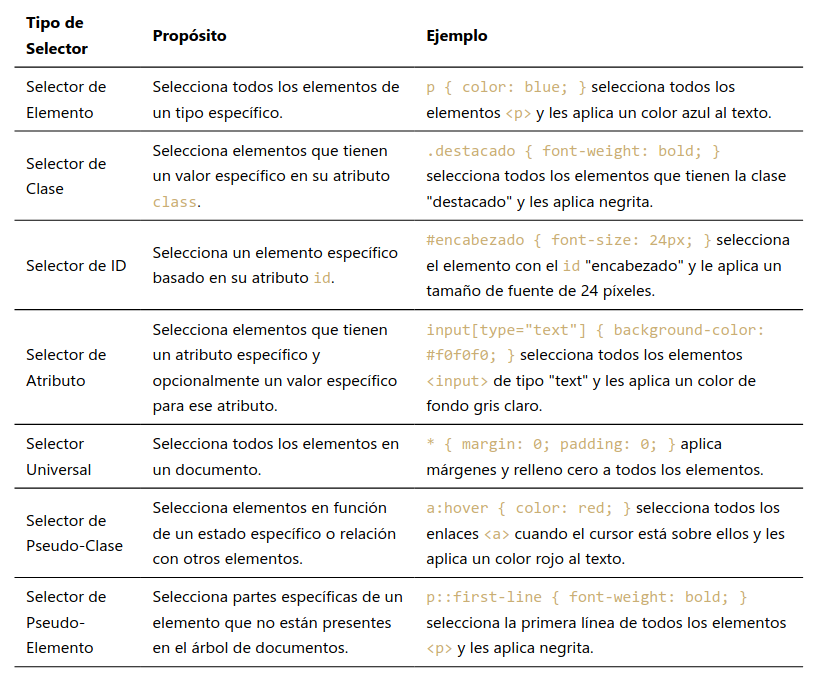 Tipo de
Selector
Propósito
Ejemplo
Selector de
Elemento
Selecciona todos los elementos de
un tipo específico.
p { color: blue; } selecciona todos los
elementos <p> y les aplica un color azul al texto.
Selector de
Clase
Selecciona elementos que tienen
un valor específico en su atributo
class.
.destacado { font-weight: bold; }
selecciona todos los elementos que tienen la clase
"destacado" y les aplica negrita.
Selector de ID
Selecciona un elemento específico
basado en su atributo id.
#encabezado { font-size: 24px; } selecciona
el elemento con el id "encabezado" y le aplica un
tamaño de fuente de 24 píxeles.
Selector de
Atributo
Selecciona elementos que tienen
un atributo específico y
opcionalmente un valor específico
para ese atributo.
input[type="text"] { background-color:
#f0f0f0; } selecciona todos los elementos
<input> de tipo "text" y les aplica un color de
fondo gris claro.
Selector
Universal
Selecciona todos los elementos en
un documento.
* { margin: 0; padding: 0; } aplica
márgenes y relleno cero a todos los elementos.
Selector de
Pseudo-Clase
Selecciona elementos en función
de un estado específico o relación
con otros elementos.
a:hover { color: red; } selecciona todos los
enlaces <a> cuando el cursor está sobre ellos y les
aplica un color rojo al texto.
Selector de
Pseudo-
Elemento
Selecciona partes específicas de un
elemento que no están presentes
en el árbol de documentos.
p::first-line { font-weight: bold; }
selecciona la primera línea de todos los elementos
<p> y les aplica negrita.